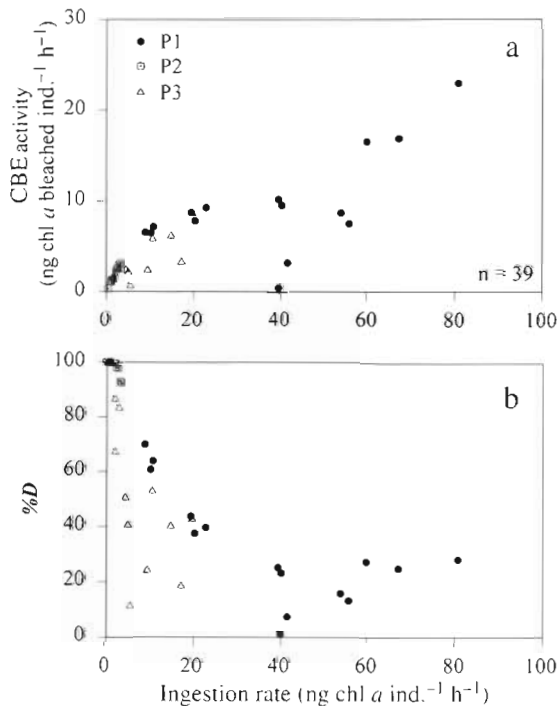 CBE activity
(ng chl a bleached ind.⁻¹ h⁻¹)
30
20
10
0
P1
P2
P3
a
n = 39
0 20 40 60 80 100
%D
100
80
60
40
20
0
b
0 20 40 60 80 100
Ingestion rate (ng chl a ind.⁻¹ h⁻¹)